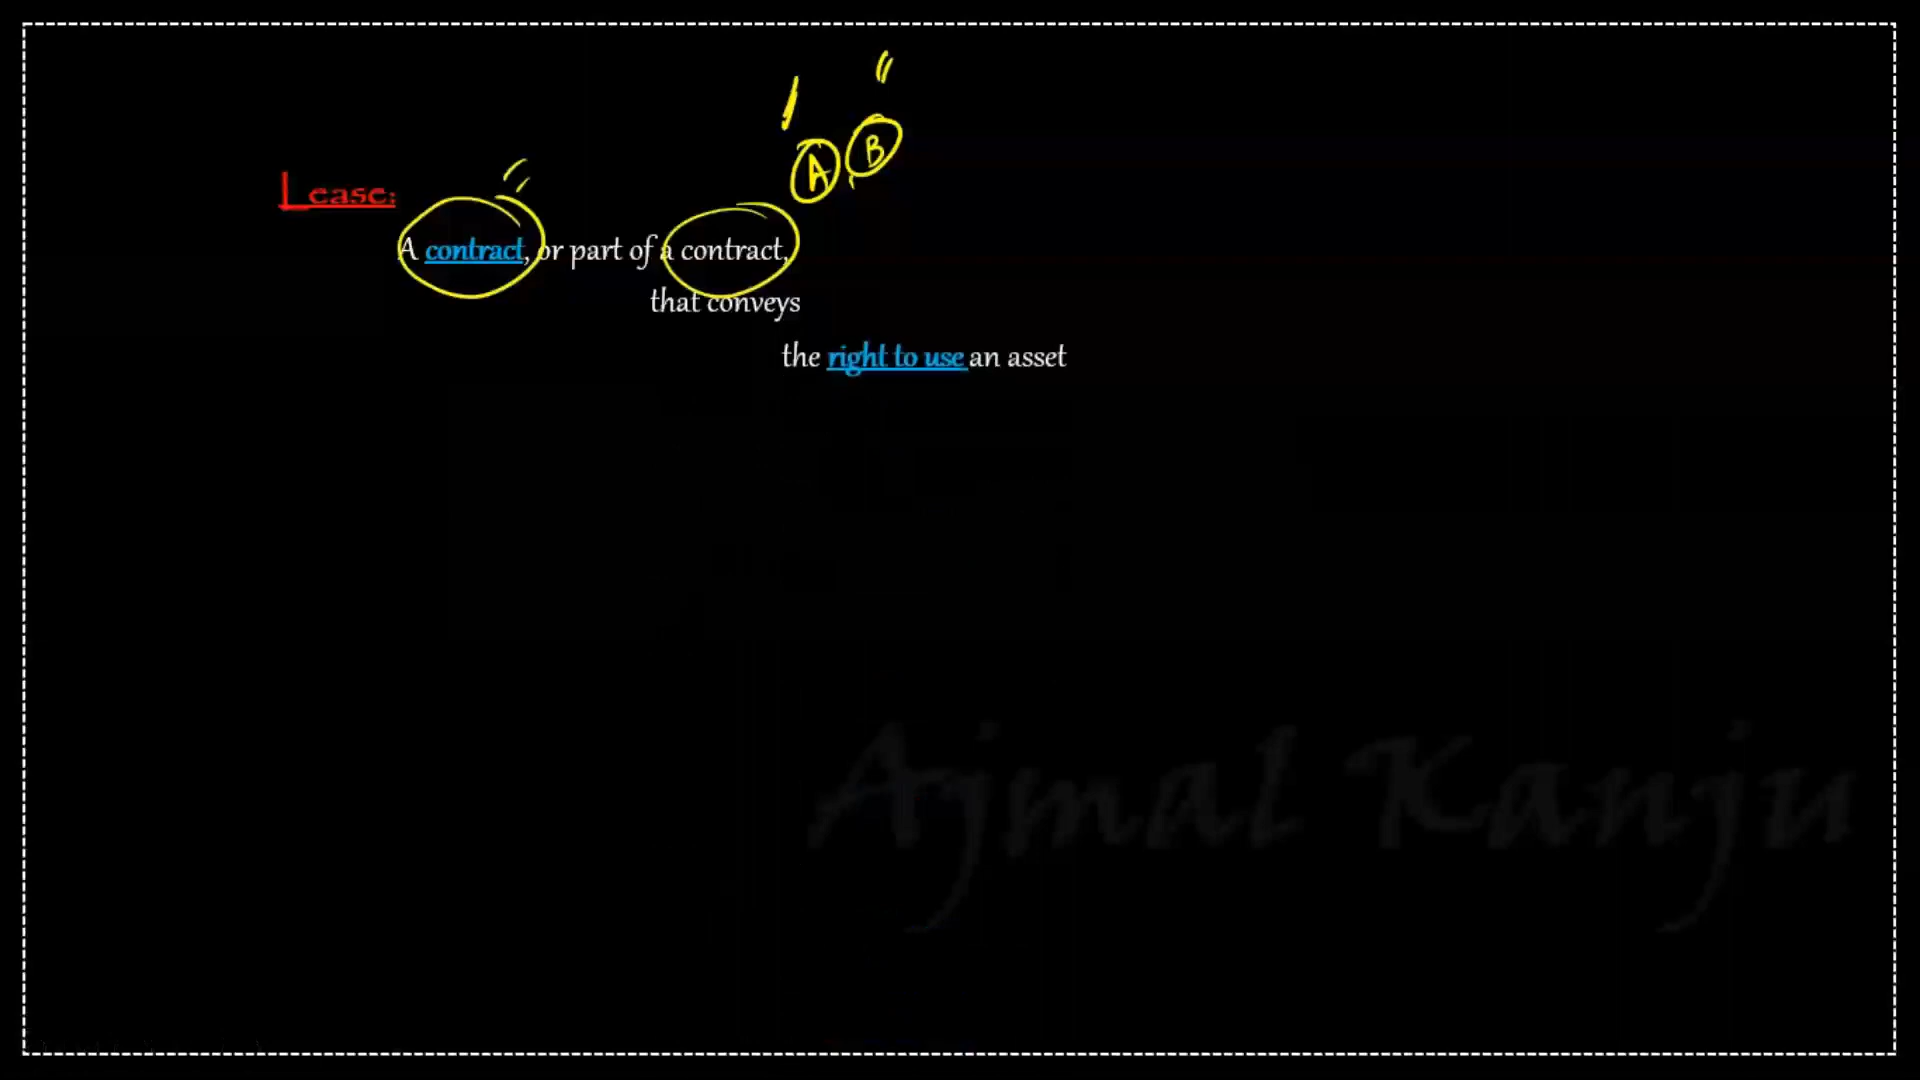 A B
Lease:
A contract, or part of a contract,
that conveys
the right to use an asset
Ajmal Kanju